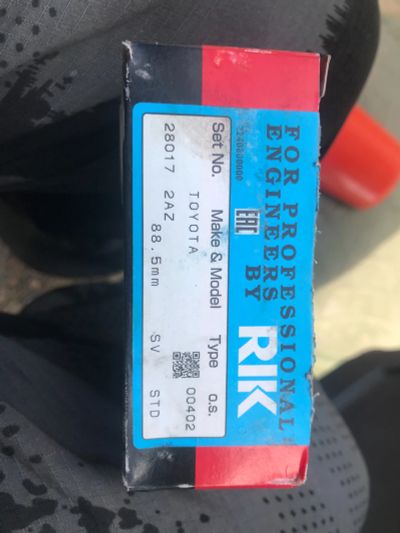 FOR PROFESSIONAL
ENGINEERS BY
RIK
EAC
Set No. Make & Model Type O.S.
TOYOTA 00402
28017 2AZ
88.5mm SV STD